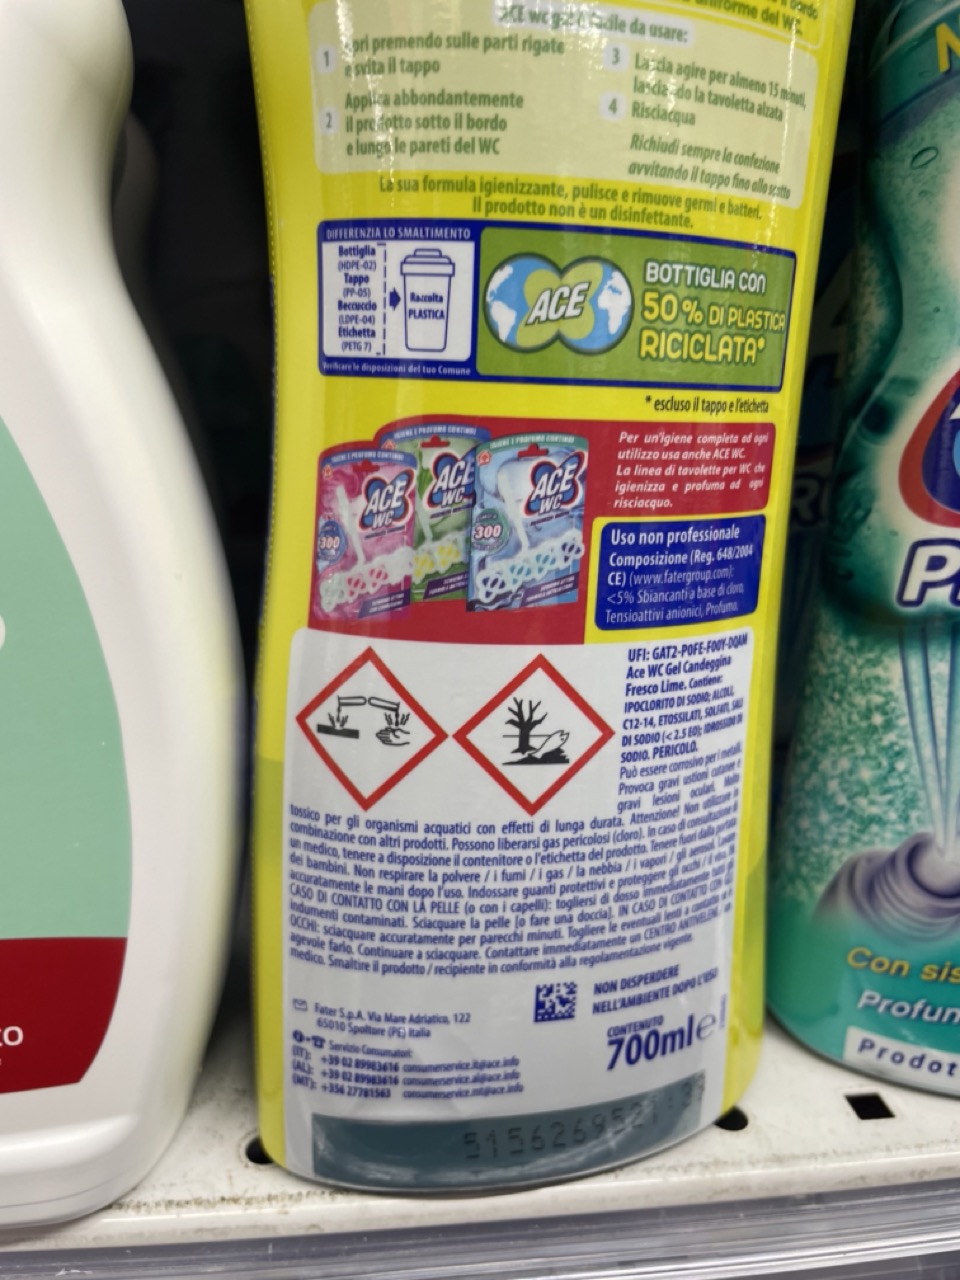 ACE wc gel è facile da usare:
1 Apri premendo sulle parti rigate
e svita il tappo
2 Applica abbondantemente
il prodotto sotto il bordo
e lungo le pareti del WC
3 Lascia agire per almeno 15 minuti,
lasciando la tavoletta alzata
4 Risciacqua
Richiudi sempre la confezione
avvitando il tappo fino allo scatto
La sua formula igienizzante, pulisce e rimuove germi e batteri.
Il prodotto non è un disinfettante.
DIFFERENZIA LO SMALTIMENTO
Bottiglia
(HDPE-02)
Tappo
(PP-05)
Beccuccio
(LDPE-04)
Etichetta
(PETG 7)
Raccolta
PLASTICA
Verificare le disposizioni del tuo Comune
ACE
BOTTIGLIA CON
50% DI PLASTICA
RICICLATA*
* escluso il tappo e l'etichetta
ACE
WC
300
ACE
WC
ACE
WC
300
Per un'igiene completa ad ogni
utilizzo usa anche ACE WC.
La linea di tavolette per WC che
igienizza e profuma ad ogni
risciacquo.
Uso non professionale
Composizione (Reg. 648/2004
CE) (www.fatergroup.com):
<5% Sbiancanti a base di cloro,
Tensioattivi anionici, Profumo.
UFI: GAT2-P0FE-F00Y-DQAM
Ace WC Gel Candeggina
Fresco Lime. Contiene:
IPOCLORITO DI SODIO; ALCOLI,
C12-14, ETOSSILATI, SOLFATI, SALI
DI SODIO (< 2.5 EO); IDROSSIDO DI
SODIO. PERICOLO.
Può essere corrosivo per i metalli.
Provoca gravi ustioni cutanee e
gravi lesioni oculari. Molto
tossico per gli organismi acquatici con effetti di lunga durata. Attenzione! Non utilizzare in
combinazione con altri prodotti. Possono liberarsi gas pericolosi (cloro). In caso di consultazione di
un medico, tenere a disposizione il contenitore o l'etichetta del prodotto. Tenere fuori dalla portata
dei bambini. Non respirare la polvere / i fumi / i gas / la nebbia / i vapori / gli aerosol. Lavare
accuratamente le mani dopo l'uso. Indossare guanti protettivi e proteggere gli occhi / il viso. IN
CASO DI CONTATTO CON LA PELLE (o con i capelli): togliersi di dosso immediatamente tutti gli
indumenti contaminati. Sciacquare la pelle [o fare una doccia]. IN CASO DI CONTATTO CON GLI
OCCHI: sciacquare accuratamente per parecchi minuti. Togliere le eventuali lenti a contatto se è
agevole farlo. Continuare a sciacquare. Contattare immediatamente un CENTRO ANTIVELENI/un
medico. Smaltire il prodotto / recipiente in conformità alla regolamentazione vigente.
Fater S.p.A. Via Mare Adriatico, 122
65010 Spoltore (PE) Italia
Servizio Consumatori:
(IT): +39 02 89983616 consumerservice.it@ace.info
(AL): +39 02 89983616 consumerservice.al@ace.info
(MT): +356 27781563 consumerservice.mt@ace.info
NON DISPERDERE
NELL'AMBIENTE DOPO L'USO
CONTENUTO
700ml e
Con sis
Profum
Prodot